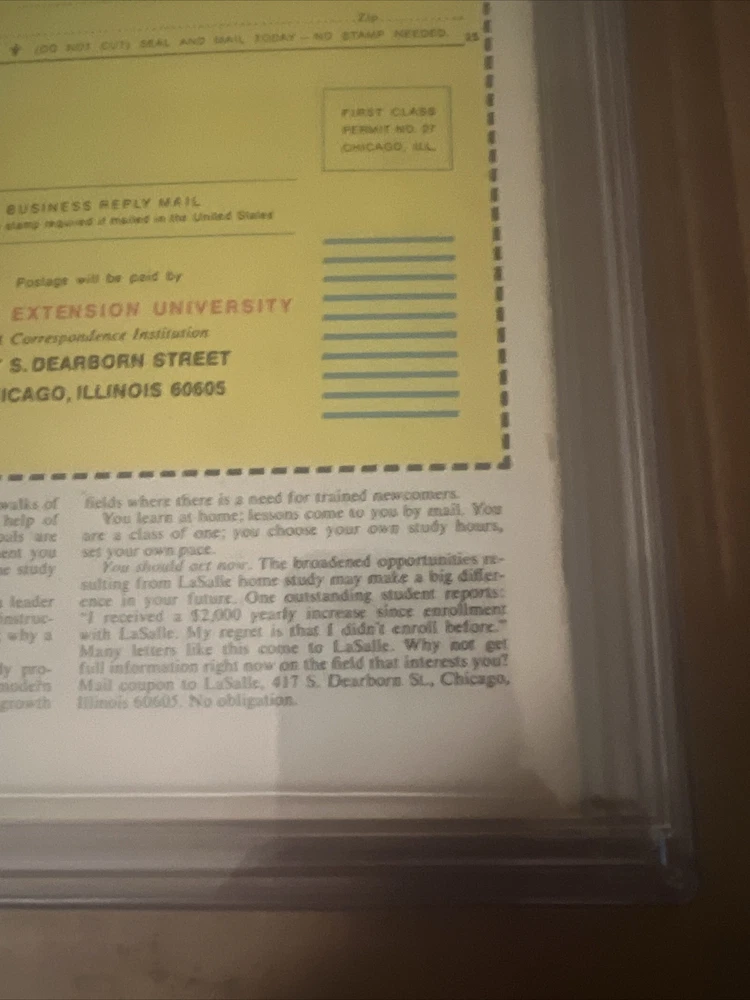 Zip
(DO NOT CUT) SEAL AND MAIL TODAY — NO STAMP NEEDED. 25
FIRST CLASS
PERMIT NO. 27
CHICAGO, ILL.
BUSINESS REPLY MAIL
stamp required if mailed in the United States
Postage will be paid by
EXTENSION UNIVERSITY
Correspondence Institution
S. DEARBORN STREET
ICAGO, ILLINOIS 60605
walks of
help of
uals are
ent you
e study
leader
instruc-
why a
ly pro-
modern
growth
fields where there is a need for trained newcomers.
You learn at home; lessons come to you by mail. You
are a class of one; you choose your own study hours,
set your own pace.
You should act now. The broadened opportunities re-
sulting from LaSalle home study may make a big differ-
ence in your future. One outstanding student reports:
"I received a $2,000 yearly increase since enrollment
with LaSalle. My regret is that I didn't enroll before."
Many letters like this come to LaSalle. Why not get
full information right now on the field that interests you?
Mail coupon to LaSalle, 417 S. Dearborn St., Chicago,
Illinois 60605. No obligation.